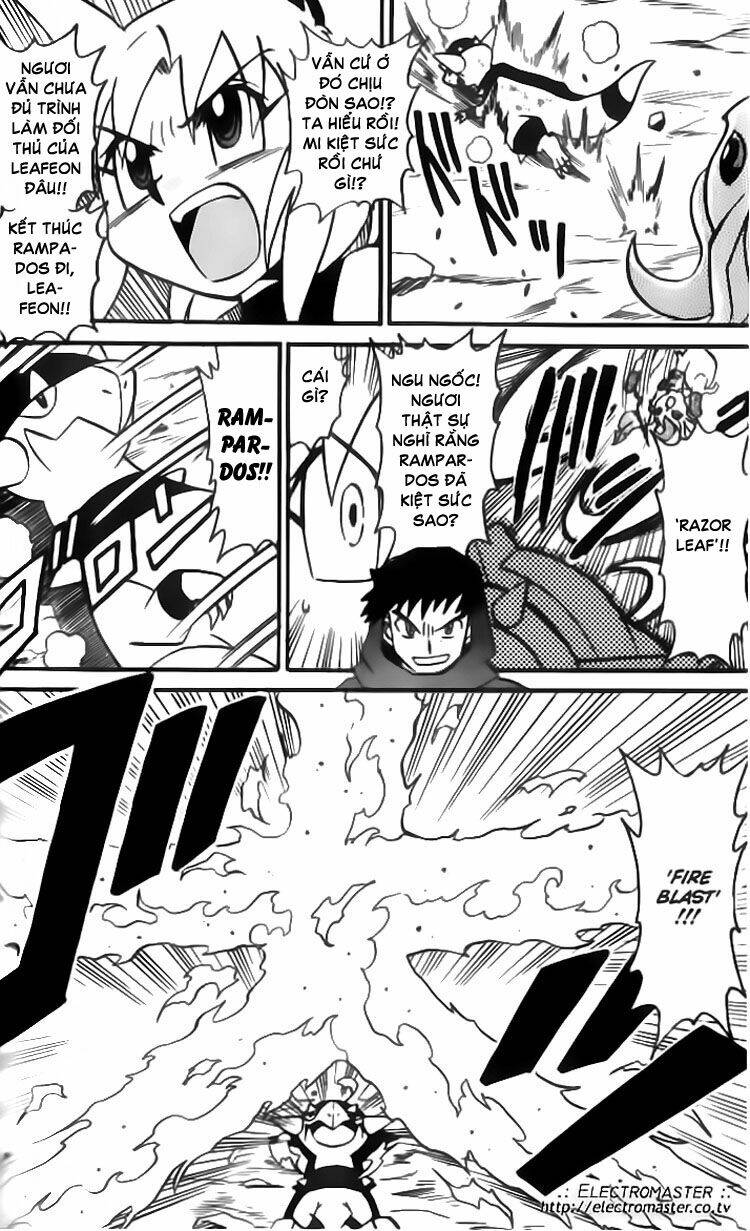 VẪN CỨ Ở
ĐÓ CHỊU
ĐÒN SAO!?
TA HIỂU RỒI!
MI KIỆT SỨC
RỒI CHỨ
GÌ!?
NGƯƠI
VẪN CHƯA
ĐỦ TRÌNH
LÀM ĐỐI
THỦ CỦA
LEAFEON
ĐÂU!!
KẾT THÚC
RAMPA-
DOS ĐI,
LEA-
FEON!!
'RAZOR
LEAF'!!
NGU NGỐC!
NGƯƠI
THẬT SỰ
NGHĨ RẰNG
RAMPAR-
DOS ĐÃ
KIỆT SỨC
SAO?
CÁI
GÌ?
RAM-
PAR-
DOS!!
'FIRE
BLAST'
!!!
.: ELECTROMASTER :.
http://electromaster.co.tv